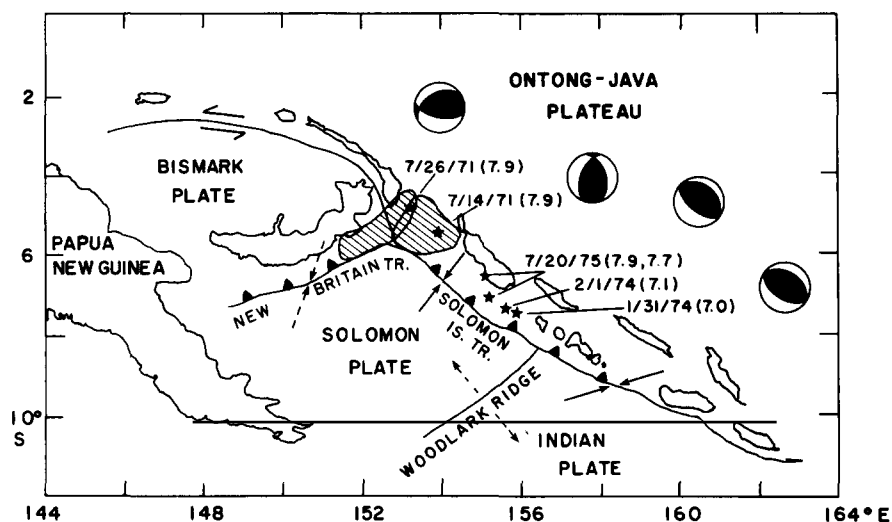 ONTONG-JAVA
PLATEAU
2
BISMARK
PLATE
7/26/71 (7.9)
7/14/71 (7.9)
PAPUA
NEW GUINEA
6
7/20/75 (7.9, 7.7)
2/1/74 (7.1)
1/31/74 (7.0)
NEW BRITAIN TR.
SOLOMON
IS. TR.
SOLOMON
PLATE
WOODLARK RIDGE
10°
S
INDIAN
PLATE
144 148 152 156 160 164°E